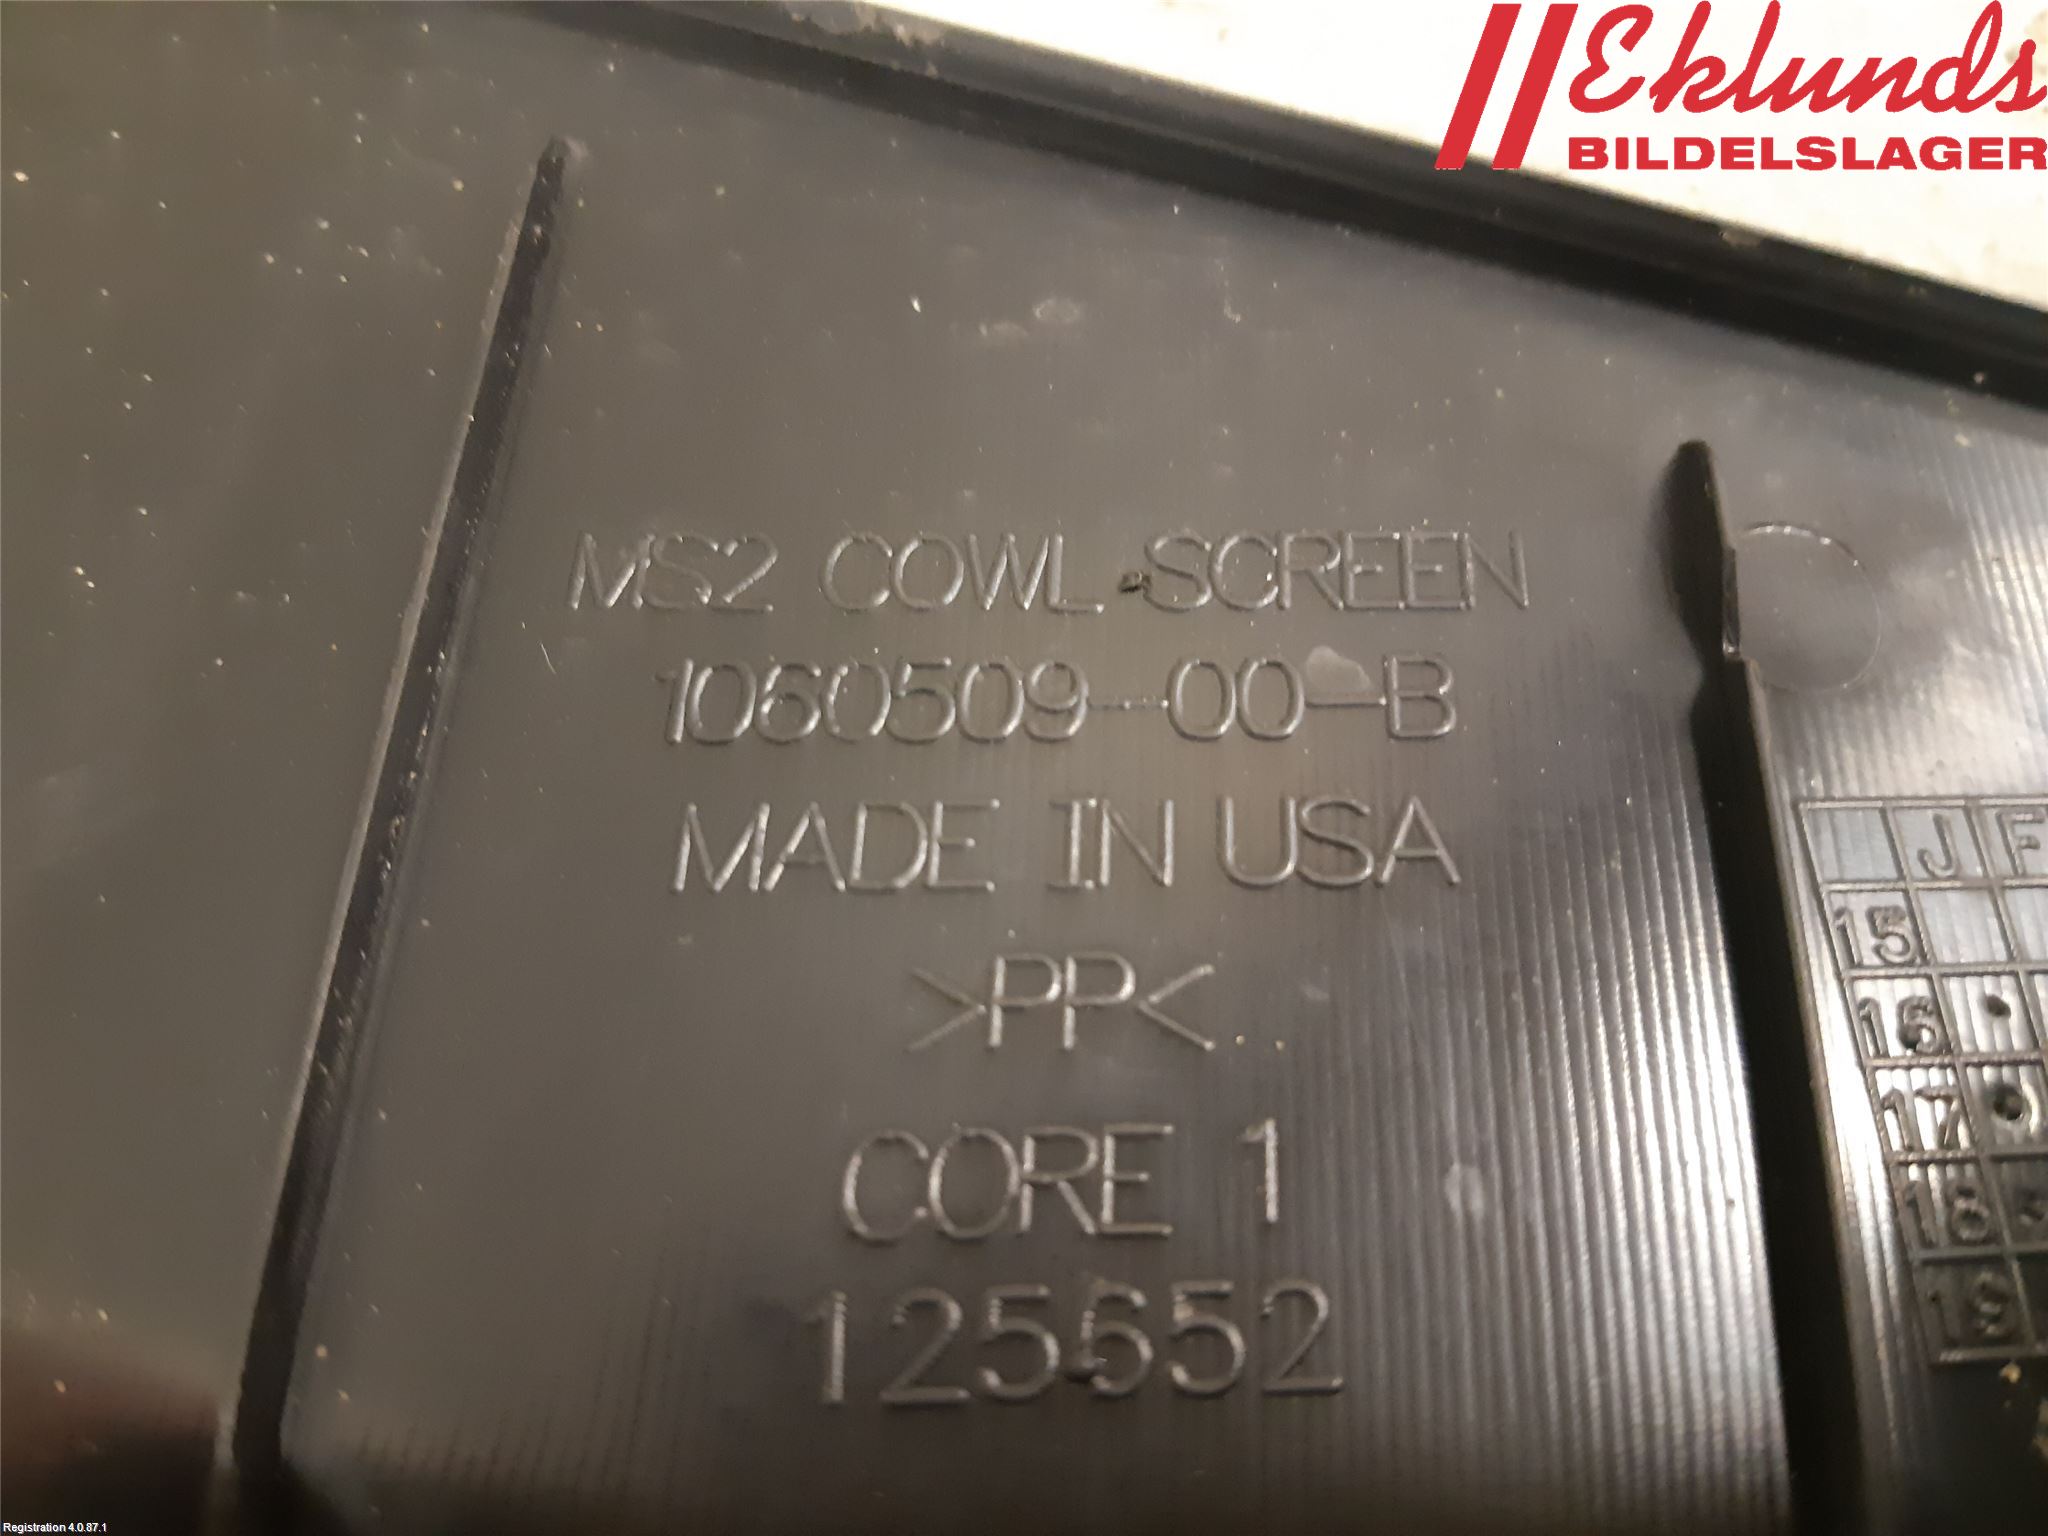 Eklunds
BILDELSLAGER
MS2 COWL SCREEN
1060509-00-B
MADE IN USA
>PP<
CORE 1
125652
J F
15
16
17
18
19
Registration 4.0.87.1